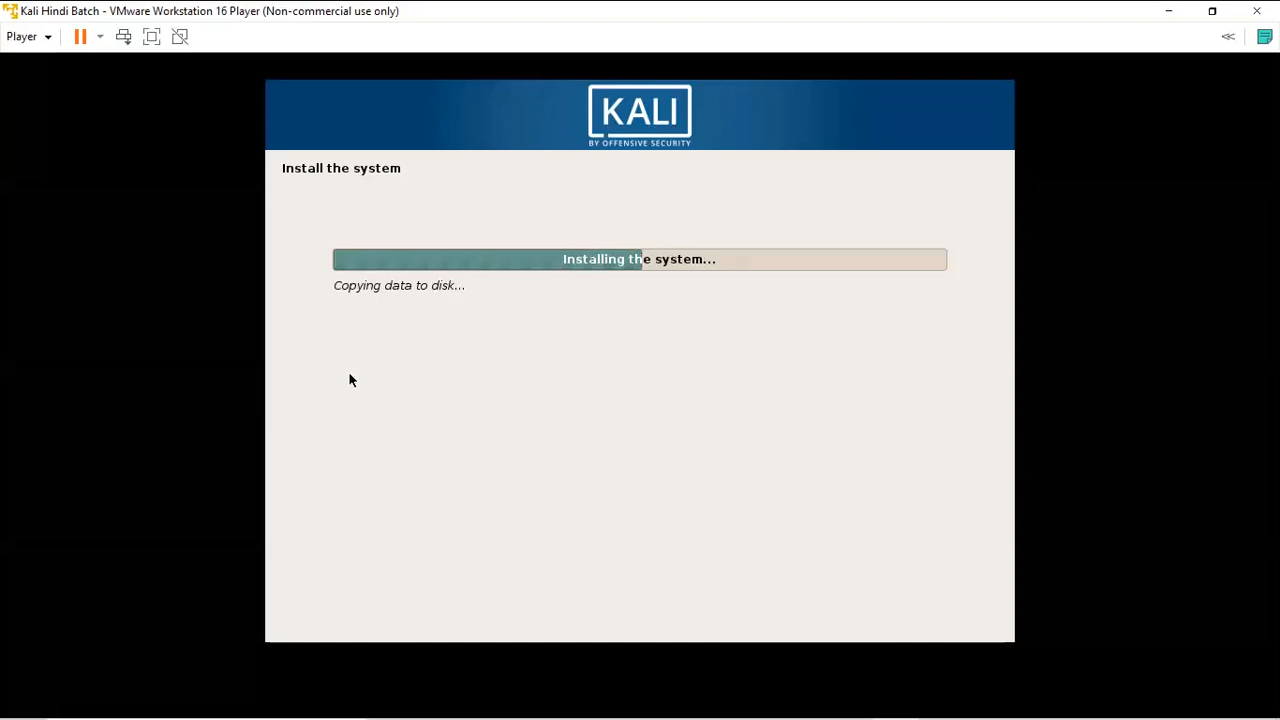 Kali Hindi Batch - VMware Workstation 16 Player (Non-commercial use only)
Player
KALI
BY OFFENSIVE SECURITY
Install the system
Installing the system...
Copying data to disk...